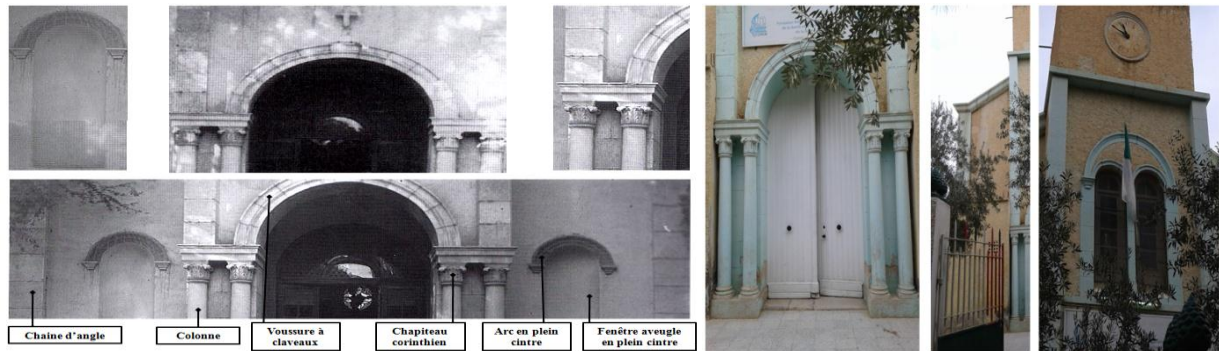 Chaine d'angle
Colonne
Voussure à
claveaux
Chapiteau
corinthien
Arc en plein
cintre
Fenêtre aveugle
en plein cintre